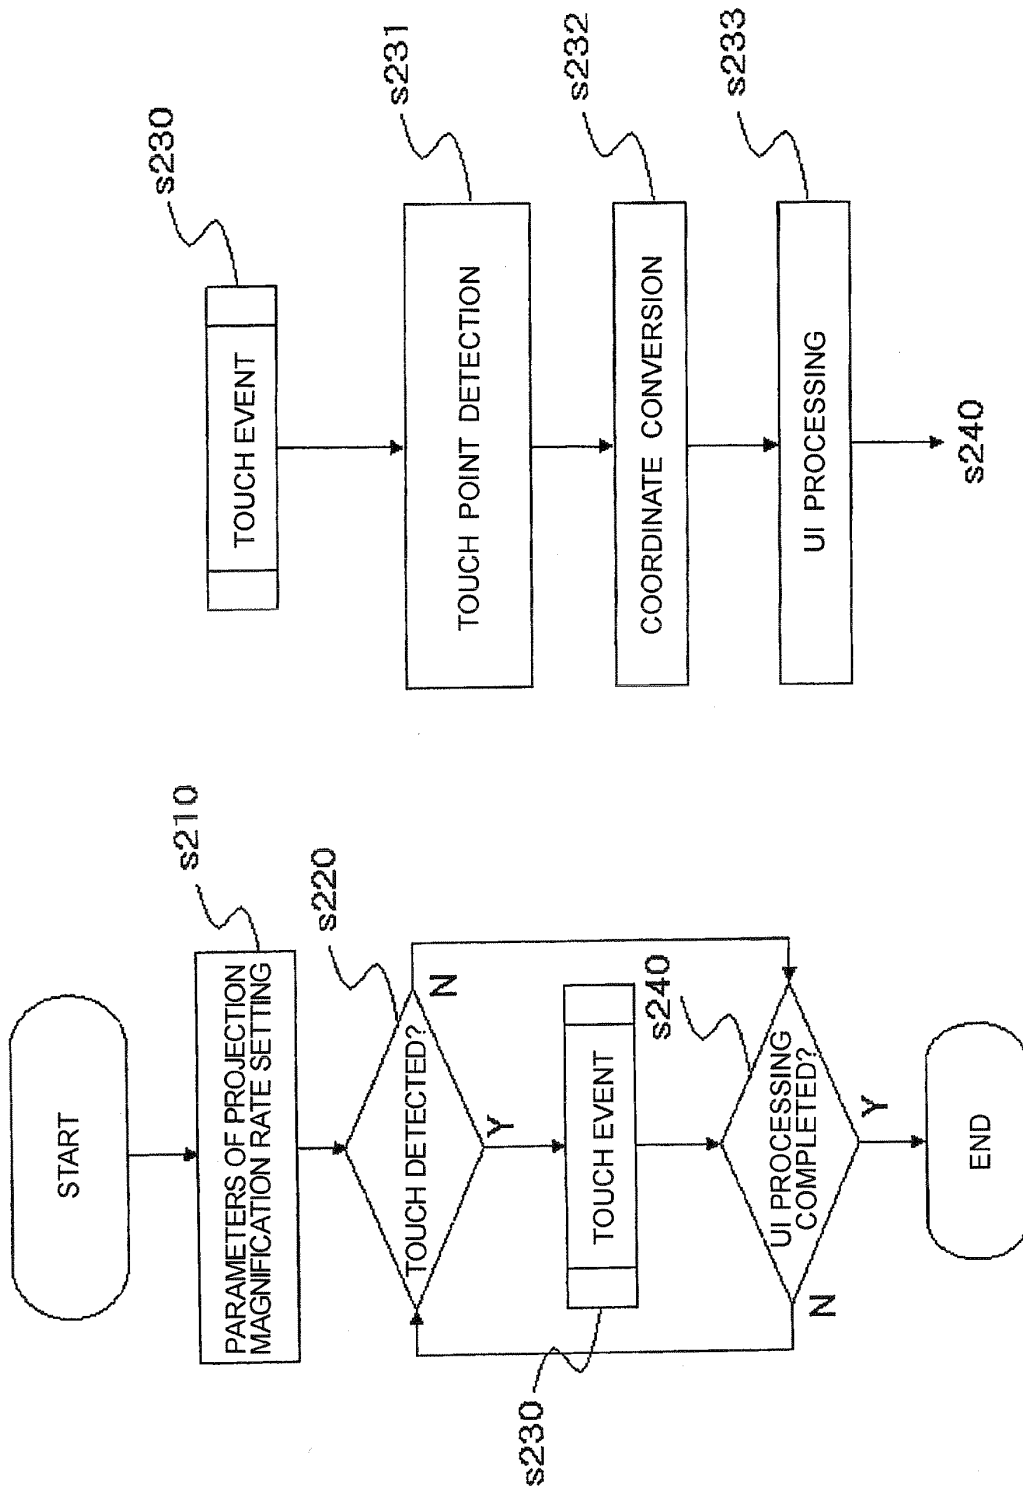 START
PARAMETERS OF PROJECTION
MAGNIFICATION RATE SETTING
s210
TOUCH DETECTED?
s220
N
Y
TOUCH EVENT
s230
UI PROCESSING
COMPLETED?
s240
N
Y
END
TOUCH EVENT
s230
TOUCH POINT DETECTION
s231
COORDINATE CONVERSION
s232
UI PROCESSING
s233
s240